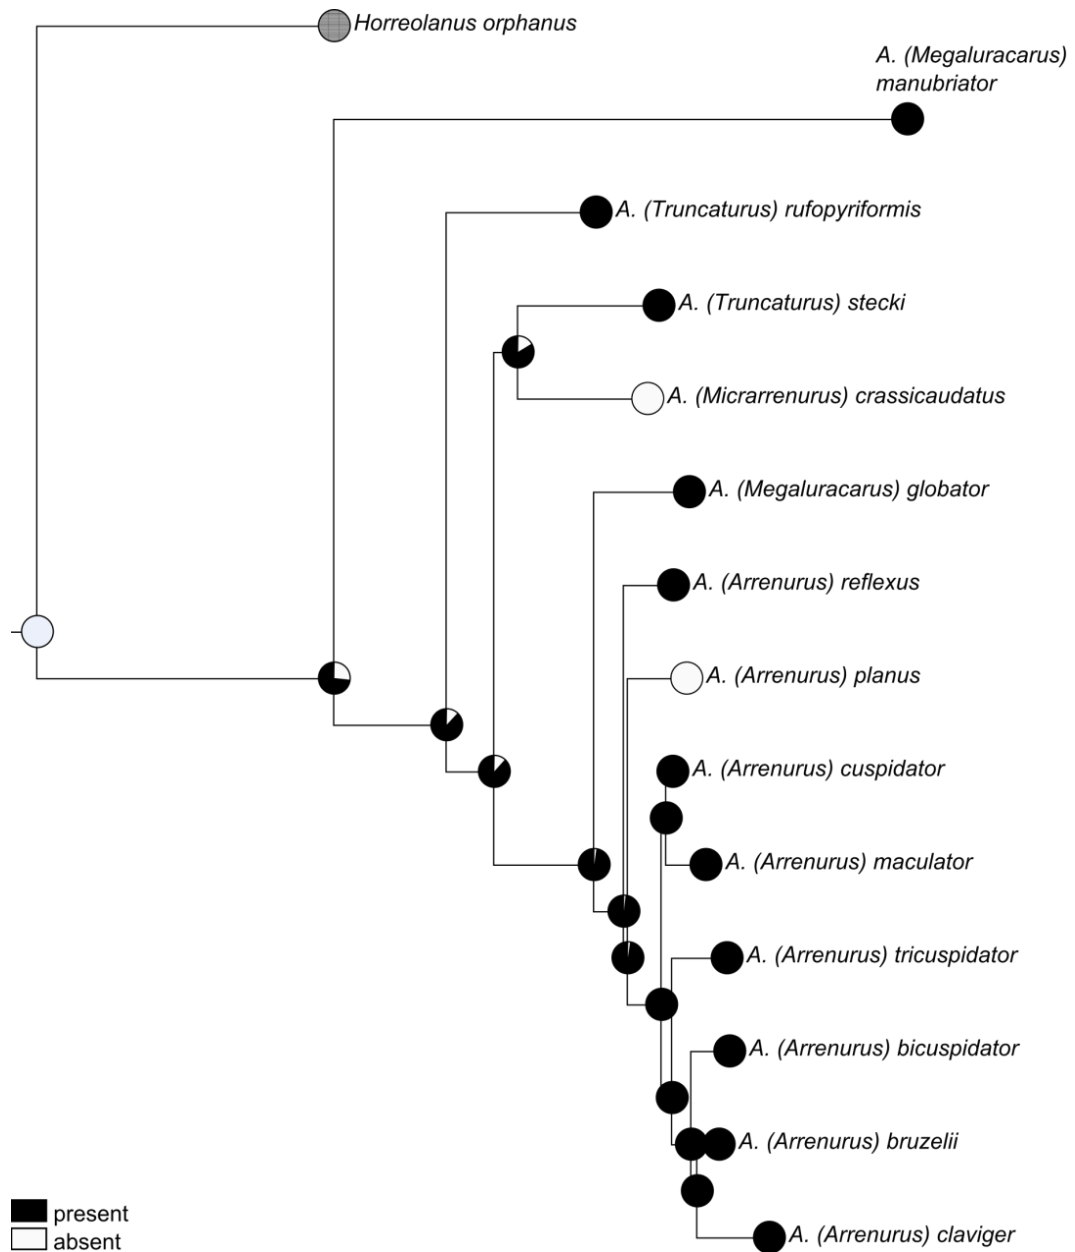 Horreolanus orphanus
A. (Megaluracarus)
manubriator
A. (Truncaturus) rufopyriformis
A. (Truncaturus) stecki
A. (Micrarrenurus) crassicaudatus
A. (Megaluracarus) globator
A. (Arrenurus) reflexus
A. (Arrenurus) planus
A. (Arrenurus) cuspidator
A. (Arrenurus) maculator
A. (Arrenurus) tricuspidator
A. (Arrenurus) bicuspidator
A. (Arrenurus) bruzelii
A. (Arrenurus) claviger
present
absent